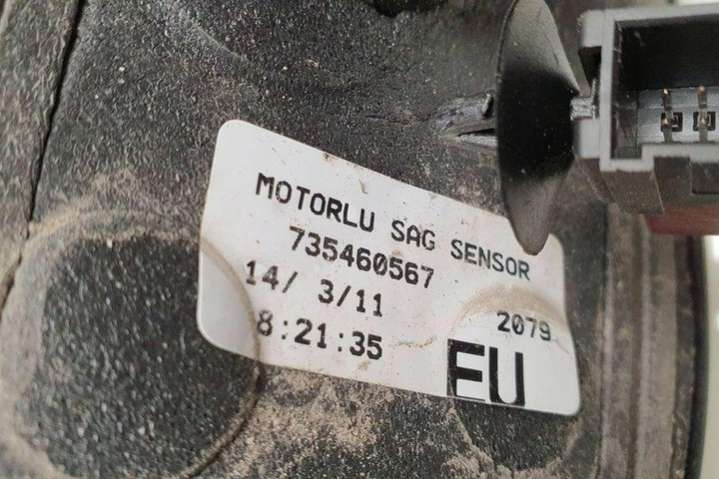 MOTORLU SAG SENSOR
735460567
14/ 3/11
2079
8:21:35
EU